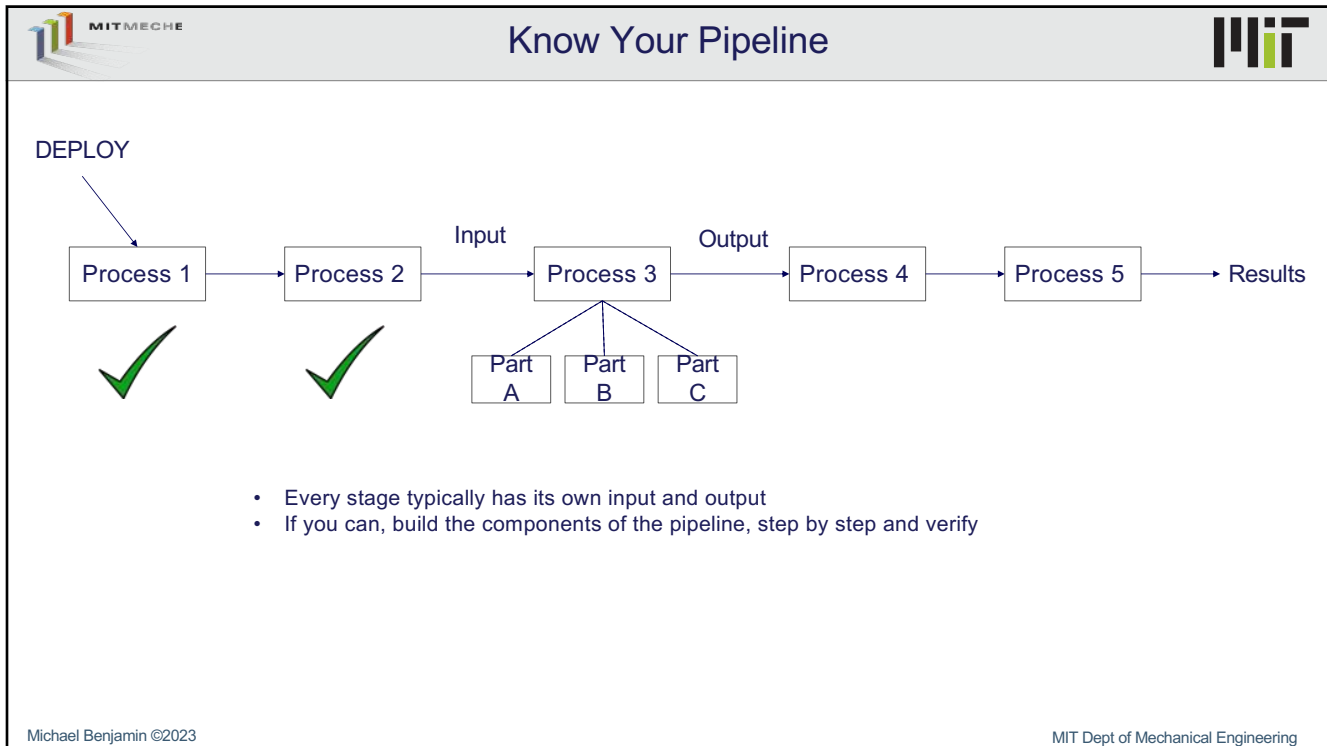 MITMECHE
Know Your Pipeline
MiT
DEPLOY
Input
Output
Process 1
Process 2
Process 3
Process 4
Process 5
Results
Part
A
Part
B
Part
C
• Every stage typically has its own input and output
• If you can, build the components of the pipeline, step by step and verify
Michael Benjamin ©2023
MIT Dept of Mechanical Engineering